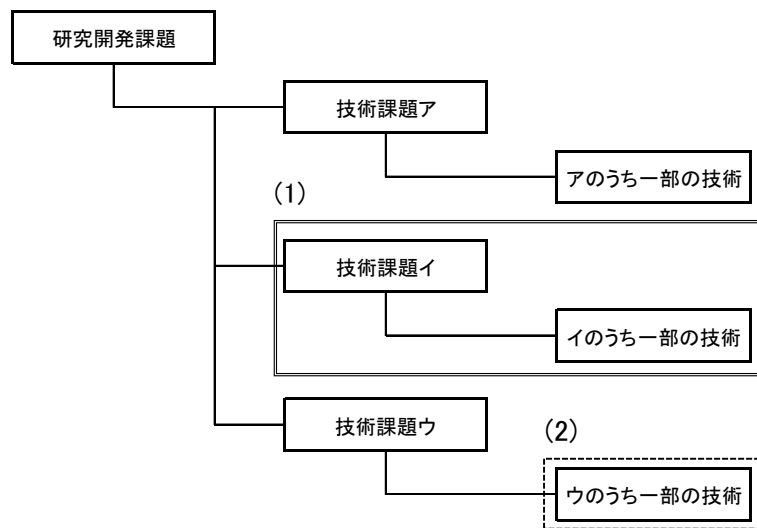 研究開発課題
技術課題ア
アのうち一部の技術
(1)
技術課題イ
イのうち一部の技術
技術課題ウ
(2)
ウのうち一部の技術